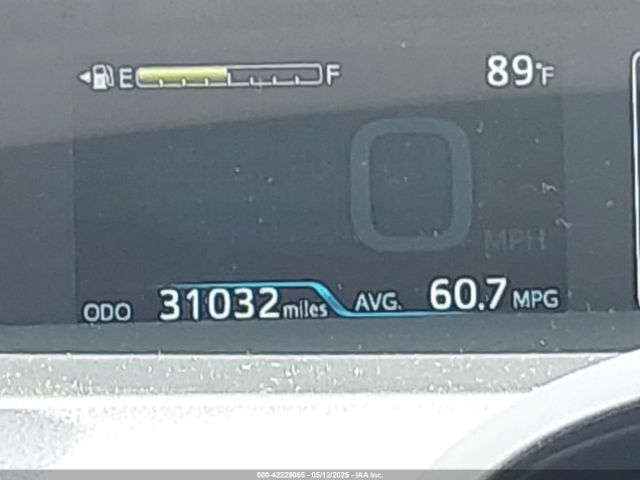 E F 89°F
0 MPH
ODO 31032 miles AVG. 60.7 MPG
000-42229065 - 05/12/2025 - IAA Inc.